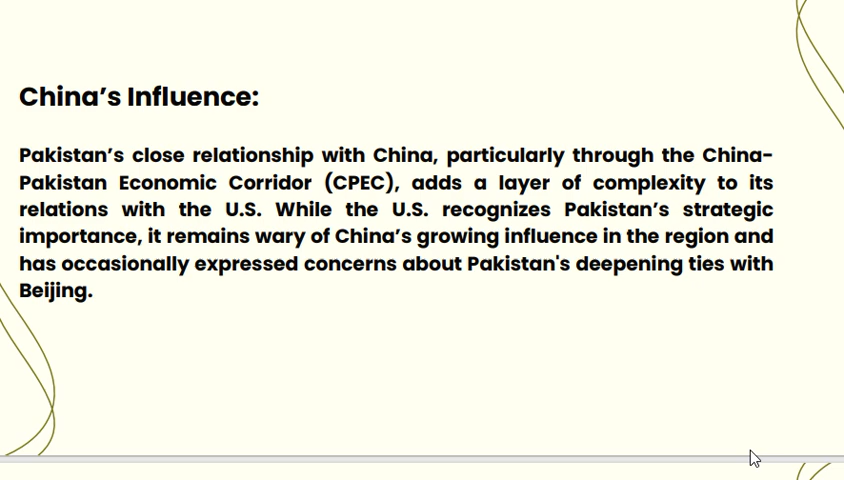 China’s Influence:
Pakistan’s close relationship with China, particularly through the China-
Pakistan Economic Corridor (CPEC), adds a layer of complexity to its
relations with the U.S. While the U.S. recognizes Pakistan’s strategic
importance, it remains wary of China’s growing influence in the region and
has occasionally expressed concerns about Pakistan's deepening ties with
Beijing.